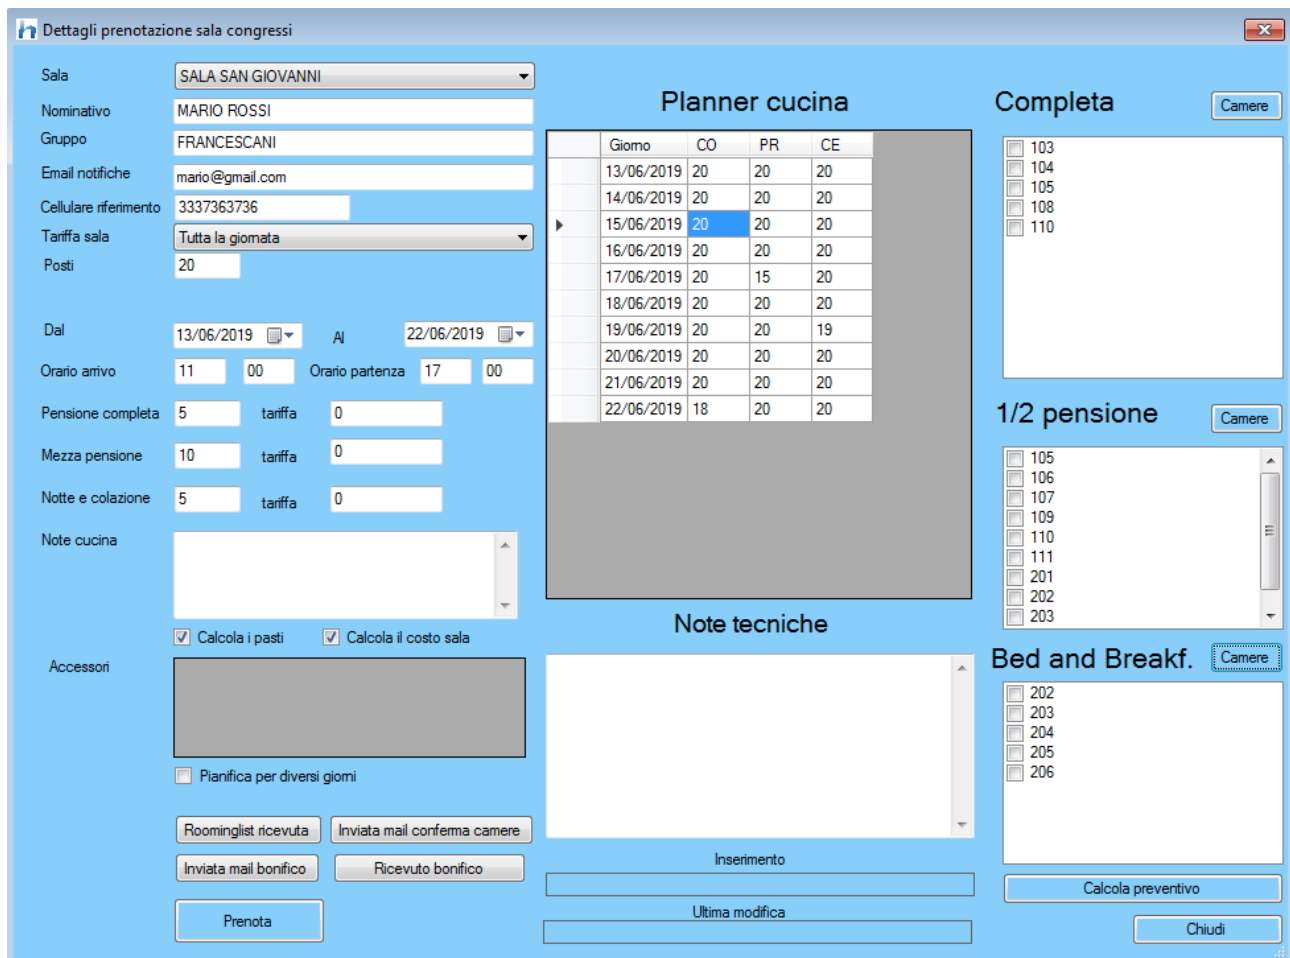 Dettagli prenotazione sala congressi
Sala SALA SAN GIOVANNI
Nominativo MARIO ROSSI
Gruppo FRANCESCANI
Email notifiche mario@gmail.com
Cellulare riferimento 3337363736
Tariffa sala Tutta la giornata
Posti 20
Dal 13/06/2019 Al 22/06/2019
Orario arrivo 11 00 Orario partenza 17 00
Pensione completa 5 tariffa 0
Mezza pensione 10 tariffa 0
Notte e colazione 5 tariffa 0
Note cucina
Calcola i pasti Calcola il costo sala
Accessori
Pianifica per diversi giorni
Roominglist ricevuta Inviata mail conferma camere
Inviata mail bonifico Ricevuto bonifico
Prenota
Planner cucina
Giorno CO PR CE
13/06/2019 20 20 20
14/06/2019 20 20 20
15/06/2019 20 20 20
16/06/2019 20 20 20
17/06/2019 20 15 20
18/06/2019 20 20 20
19/06/2019 20 20 19
20/06/2019 20 20 20
21/06/2019 20 20 20
22/06/2019 18 20 20
Note tecniche
Inserimento
Ultima modifica
Completa Camere
103
104
105
108
110
1/2 pensione Camere
105
106
107
109
110
111
201
202
203
Bed and Breakf. Camere
202
203
204
205
206
Calcola preventivo
Chiudi